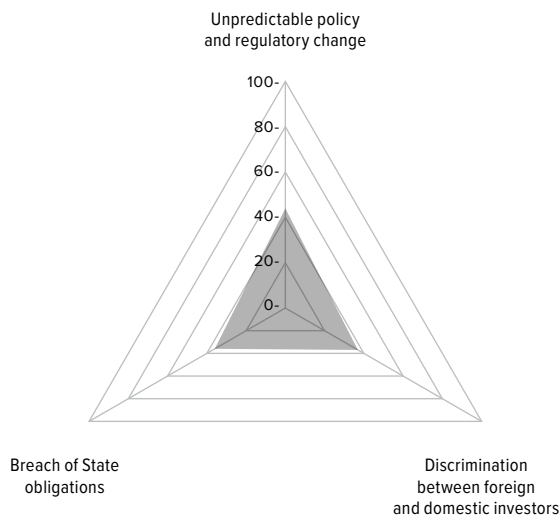 Unpredictable policy
and regulatory change
100-
80-
60-
40-
20-
0-
Breach of State
obligations
Discrimination
between foreign
and domestic investors